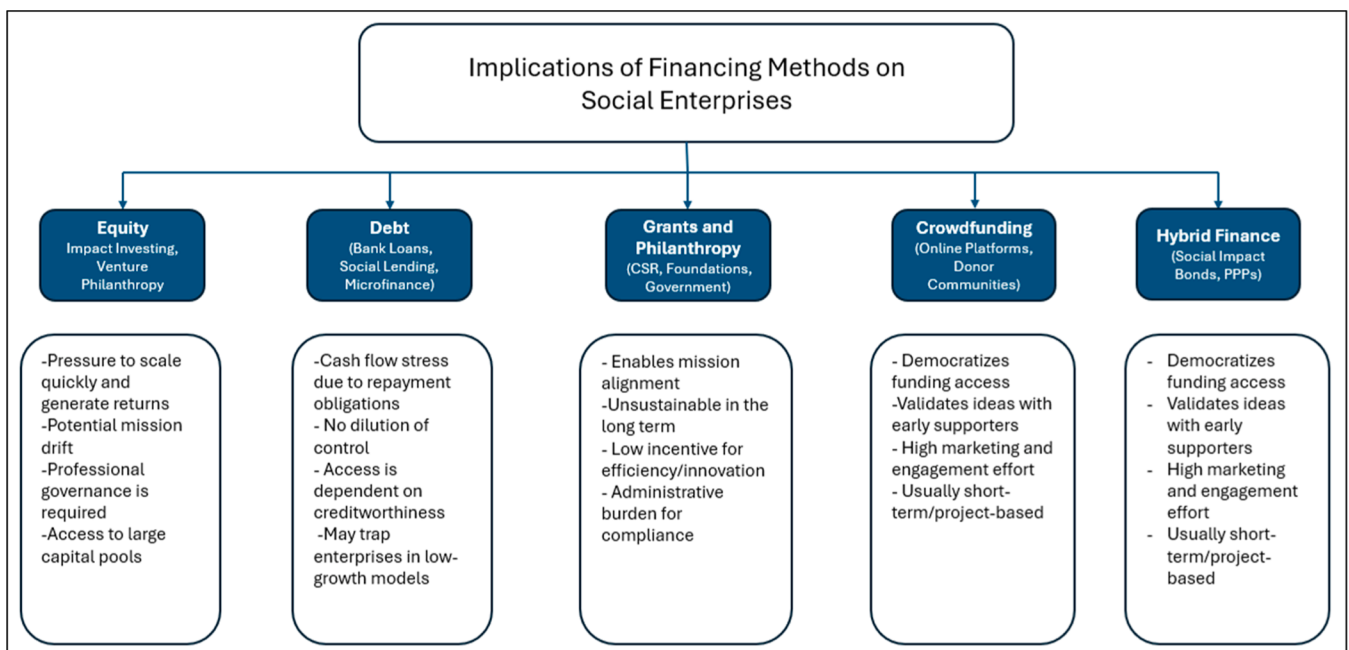 Implications of Financing Methods on
Social Enterprises
Equity
Impact Investing,
Venture
Philanthropy
Debt
(Bank Loans,
Social Lending,
Microfinance)
Grants and
Philanthropy
(CSR, Foundations,
Government)
Crowdfunding
(Online Platforms,
Donor
Communities)
Hybrid Finance
(Social Impact
Bonds, PPPs)
-Pressure to scale
quickly and
generate returns
-Potential mission
drift
-Professional
governance is
required
-Access to large
capital pools
-Cash flow stress
due to repayment
obligations
- No dilution of
control
- Access is
dependent on
creditworthiness
-May trap
enterprises in low-
growth models
- Enables mission
alignment
-Unsustainable in the
long term
- Low incentive for
efficiency/innovation
- Administrative
burden for
compliance
- Democratizes
funding access
-Validates ideas with
early supporters
- High marketing and
engagement effort
- Usually short-
term/project-based
- Democratizes
funding access
- Validates ideas
with early
supporters
- High marketing
and engagement
effort
- Usually short-
term/project-
based